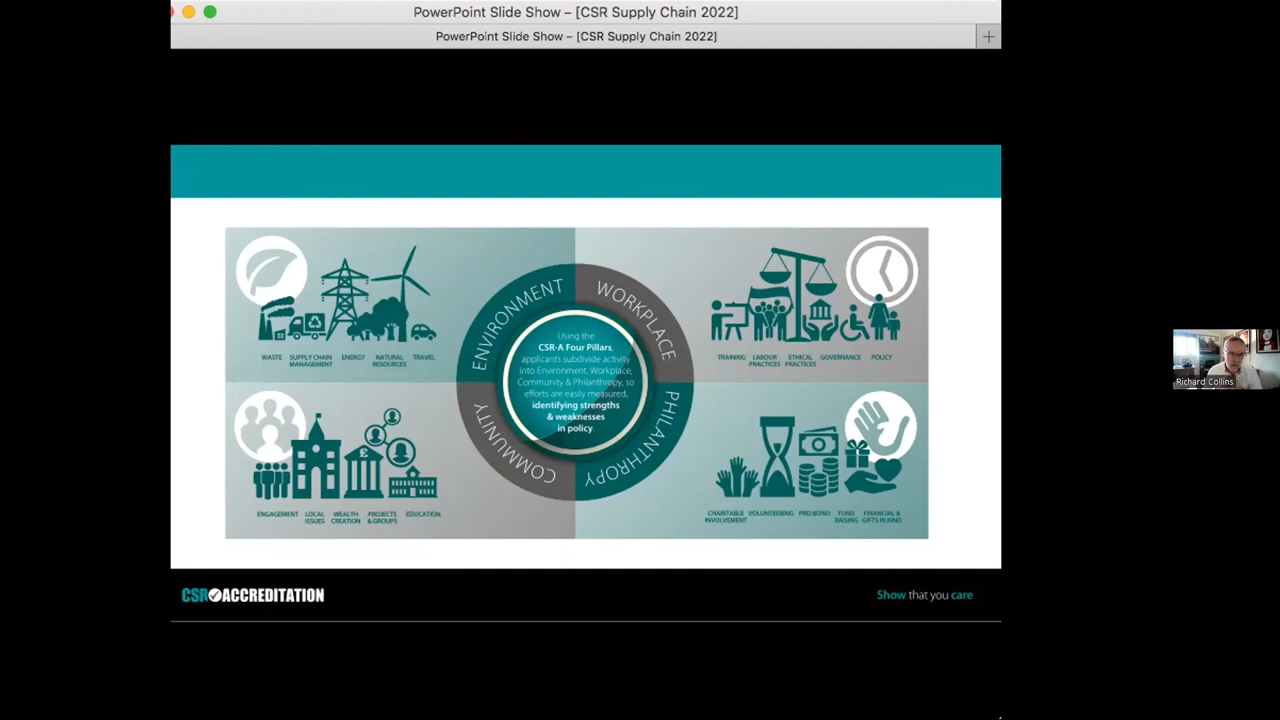 PowerPoint Slide Show – [CSR Supply Chain 2022]
PowerPoint Slide Show – [CSR Supply Chain 2022]
ENVIRONMENT
WORKPLACE
COMMUNITY
PHILANTHROPY
Using the
CSR-A Four Pillars,
applicants subdivide activity
into Environment, Workplace,
Community & Philanthropy, so
efforts are easily measured,
identifying strengths
& weaknesses
in policy.
WASTE
SUPPLY CHAIN
MANAGEMENT
ENERGY
NATURAL
RESOURCES
TRAVEL
TRAINING
LABOUR
PRACTICES
ETHICAL
PRACTICES
GOVERNANCE
POLICY
£
ENGAGEMENT
LOCAL
ISSUES
WEALTH
CREATION
PROJECTS
& GROUPS
EDUCATION
CHARITABLE
INVOLVEMENT
VOLUNTEERING
PRO BONO
FUND
RAISING
FINANCIAL &
GIFTS IN KIND
CSR ACCREDITATION
Show that you care
Richard Collins